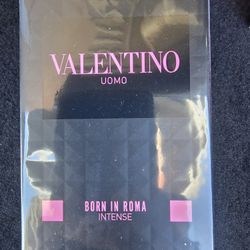 VALENTINO
UOMO
BORN IN ROMA
INTENSE